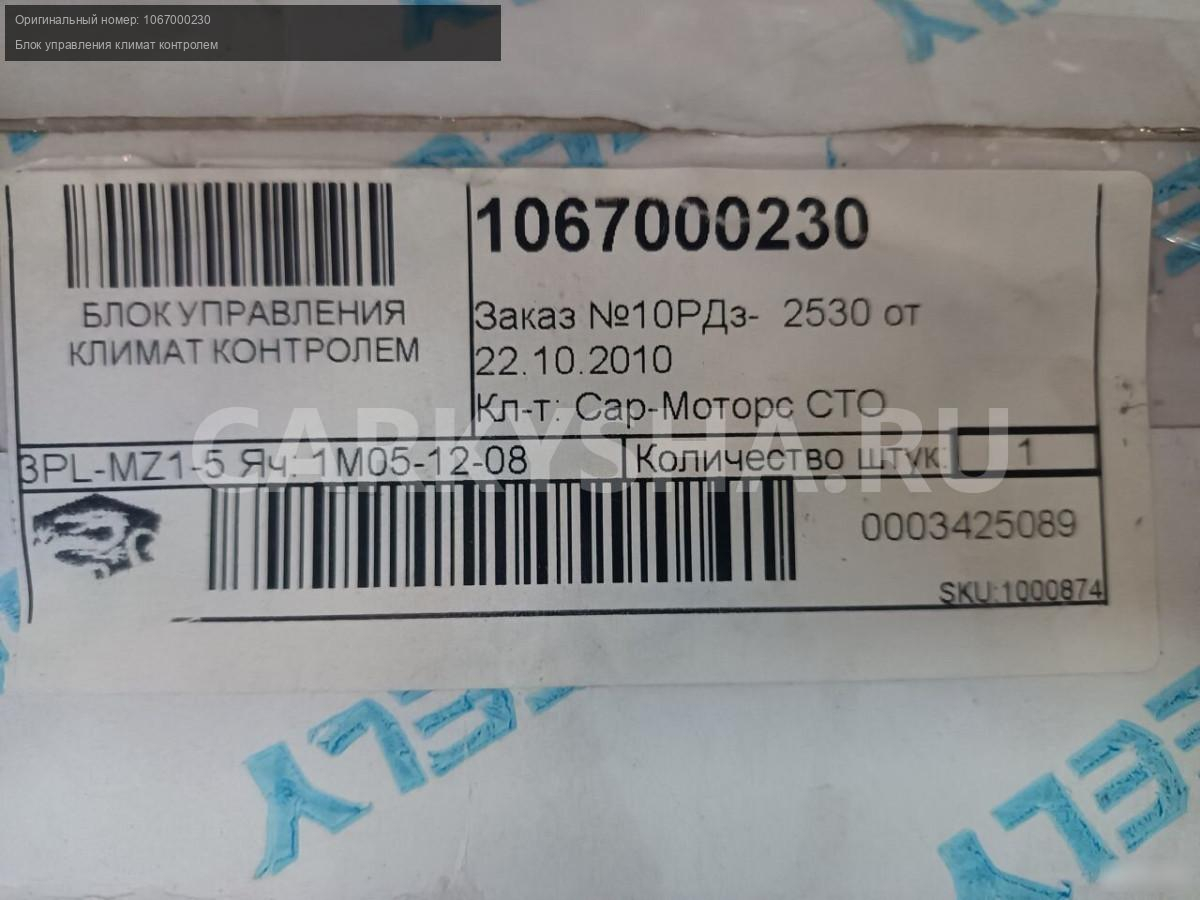 Оригинальный номер: 1067000230
Блок управления климат контролем
1067000230
БЛОК УПРАВЛЕНИЯ
КЛИМАТ КОНТРОЛЕМ
Заказ №10РДз- 2530 от
22.10.2010
Кл-т: Сар-Моторс СТО
CARKYSHA.RU
3PL-MZ1-5 Яч: 1М05-12-08
Количество штук: 1
0003425089
SKU:1000874